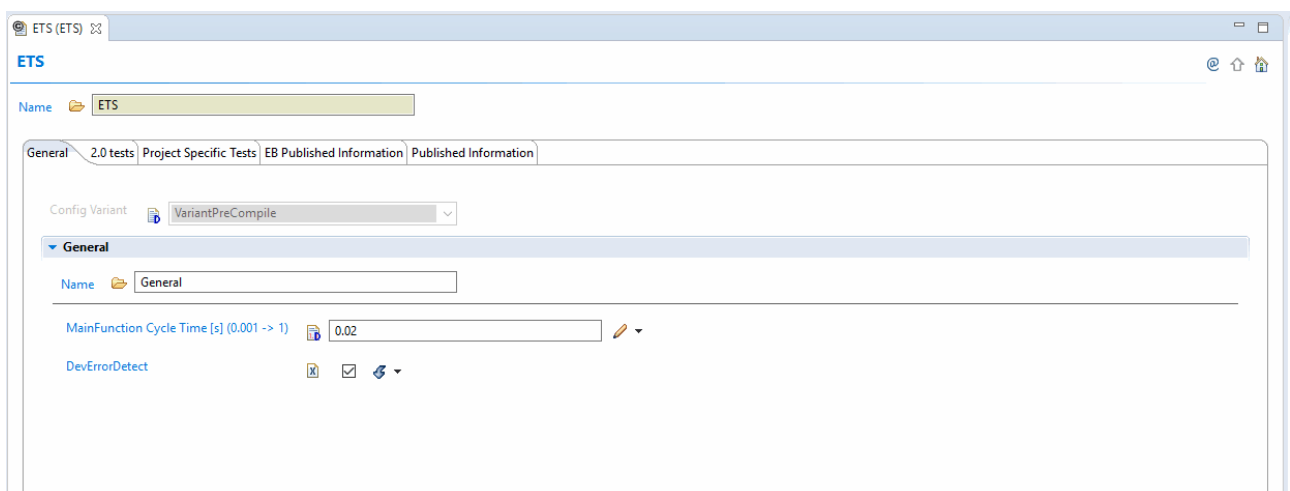 ETS (ETS)
ETS
Name ETS
General 2.0 tests Project Specific Tests EB Published Information Published Information
Config Variant VariantPreCompile
General
Name General
MainFunction Cycle Time [s] (0.001 -> 1) 0.02
DevErrorDetect